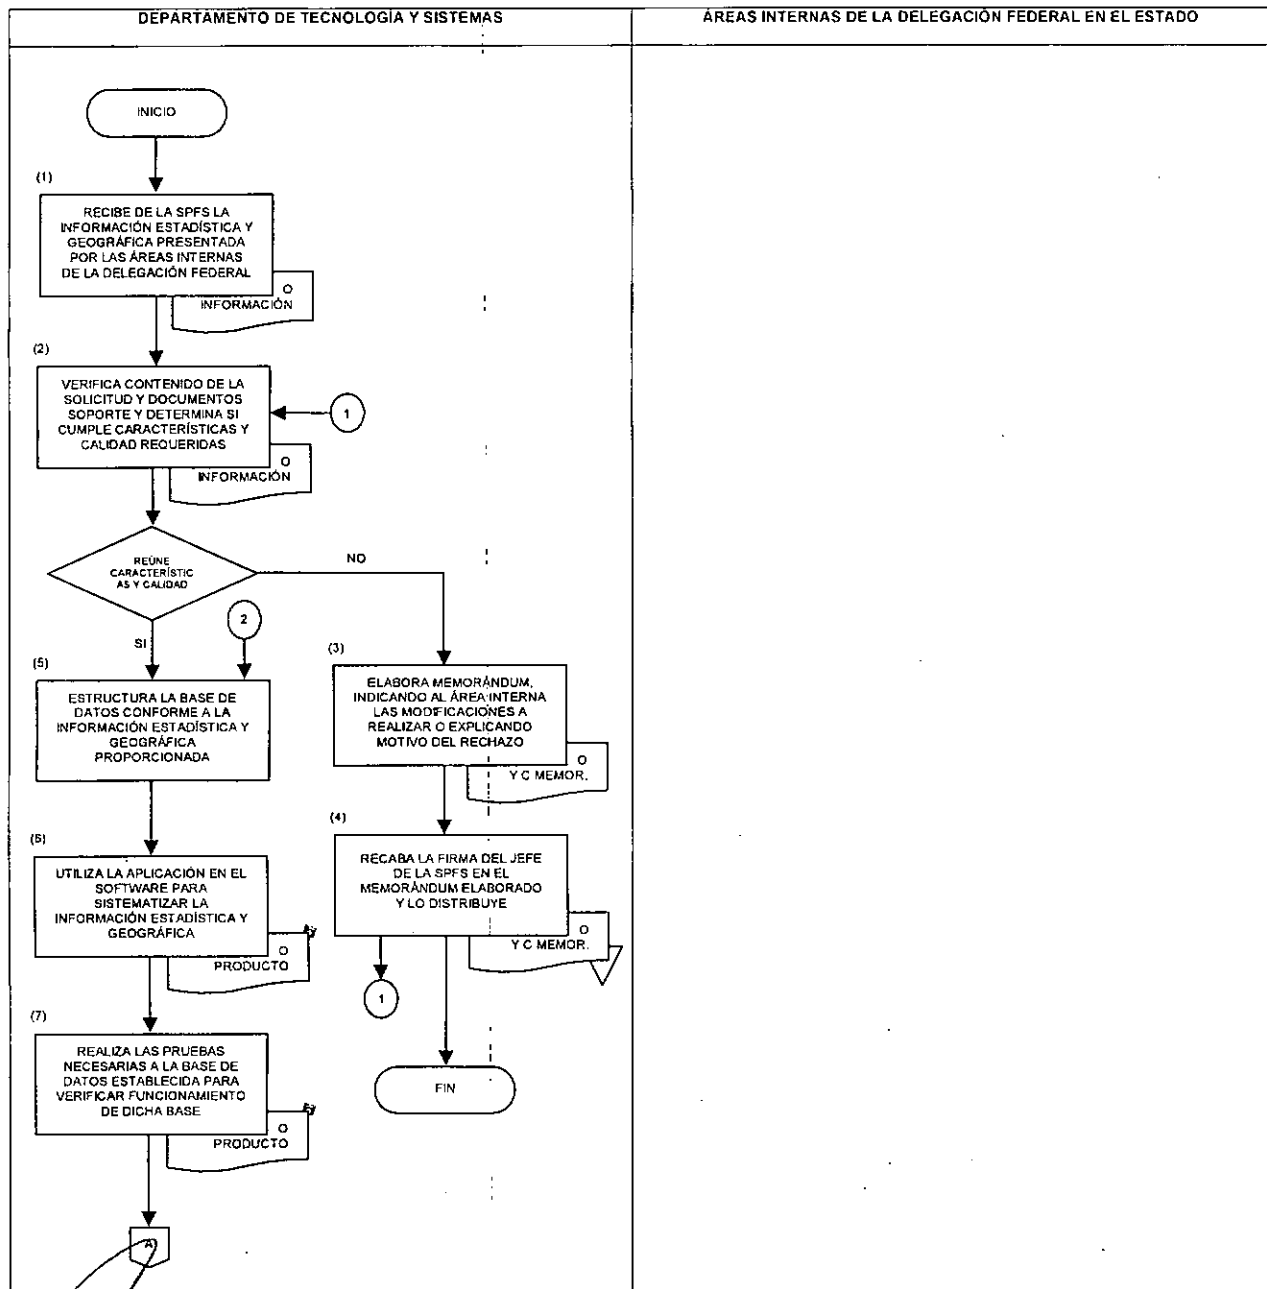 DEPARTAMENTO DE TECNOLOGÍA Y SISTEMAS
ÁREAS INTERNAS DE LA DELEGACIÓN FEDERAL EN EL ESTADO
INICIO
(1)
RECIBE DE LA SPFS LA
INFORMACIÓN ESTADÍSTICA Y
GEOGRÁFICA PRESENTADA
POR LAS ÁREAS INTERNAS
DE LA DELEGACIÓN FEDERAL
O
INFORMACIÓN
(2)
VERIFICA CONTENIDO DE LA
SOLICITUD Y DOCUMENTOS
SOPORTE Y DETERMINA SI
CUMPLE CARACTERÍSTICAS Y
CALIDAD REQUERIDAS
1
O
INFORMACIÓN
REÚNE
CARACTERÍSTIC
AS Y CALIDAD
NO
SI
2
(3)
ELABORA MEMORÁNDUM,
INDICANDO AL ÁREA INTERNA
LAS MODIFICACIONES A
REALIZAR O EXPLICANDO
MOTIVO DEL RECHAZO
O
Y C MEMOR.
(5)
ESTRUCTURA LA BASE DE
DATOS CONFORME A LA
INFORMACIÓN ESTADÍSTICA Y
GEOGRÁFICA
PROPORCIONADA
(4)
RECABA LA FIRMA DEL JEFE
DE LA SPFS EN EL
MEMORÁNDUM ELABORADO
Y LO DISTRIBUYE
O
Y C MEMOR.
1
FIN
(6)
UTILIZA LA APLICACIÓN EN EL
SOFTWARE PARA
SISTEMATIZAR LA
INFORMACIÓN ESTADÍSTICA Y
GEOGRÁFICA
O
PRODUCTO
(7)
REALIZA LAS PRUEBAS
NECESARIAS A LA BASE DE
DATOS ESTABLECIDA PARA
VERIFICAR FUNCIONAMIENTO
DE DICHA BASE
O
PRODUCTO
A